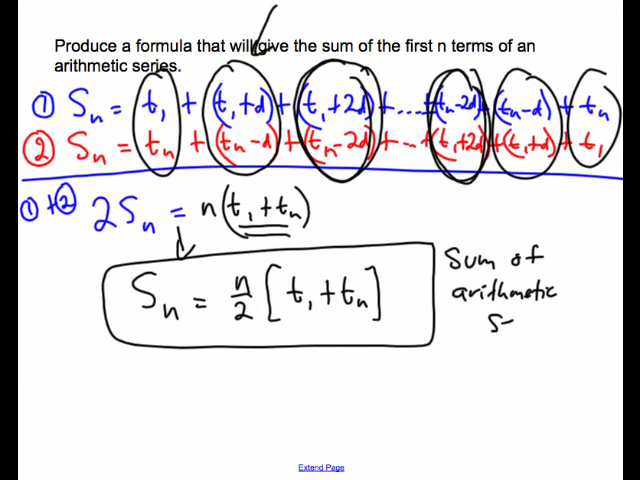 Produce a formula that will give the sum of the first n terms of an
arithmetic series.
① Sₙ = t₁ + (t₁+d) + (t₁+2d) + .... + (tₙ-2d) + (tₙ-d) + tₙ
② Sₙ = tₙ + (tₙ-d) + (tₙ-2d) + ... + (t₁+2d) + (t₁+d) + t₁
①+② 2Sₙ = n(t₁+tₙ)
Sₙ = n/2 [t₁+tₙ]
Sum of
arithmetic
S
Extend Page